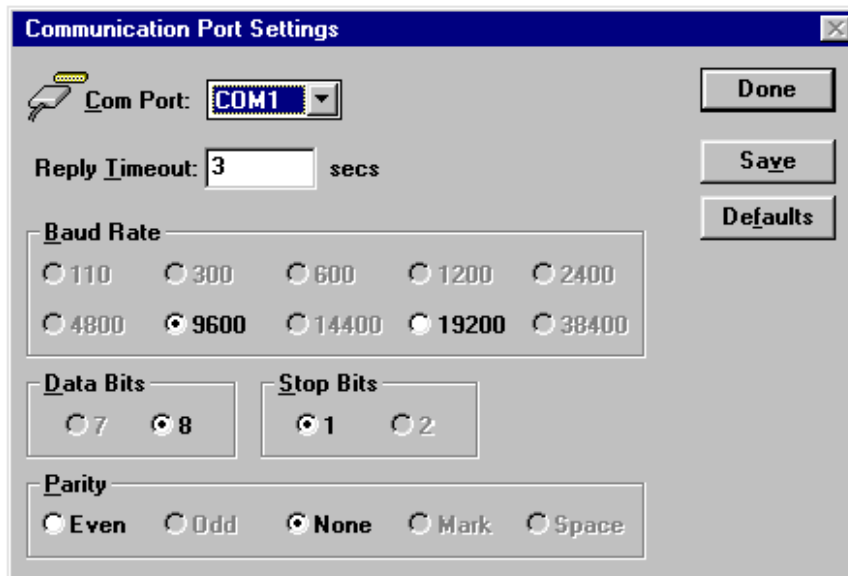 Communication Port Settings
Com Port: COM1
Done
Reply Timeout: 3 secs
Save
Defaults
Baud Rate
110 300 600 1200 2400
4800 9600 14400 19200 38400
Data Bits Stop Bits
7 8 1 2
Parity
Even Odd None Mark Space